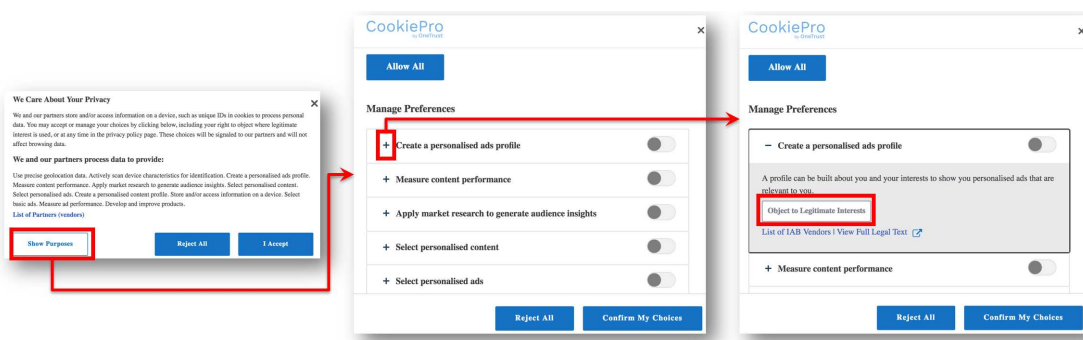 We Care About Your Privacy
We and our partners store and/or access information on a device, such as unique IDs in cookies to process personal
data. You may accept or manage your choices by clicking below, including your right to object where legitimate
interest is used, or at any time in the privacy policy page. These choices will be signaled to our partners and will not
affect browsing data.
We and our partners process data to provide:
Use precise geolocation data. Actively scan device characteristics for identification. Create a personalised ads profile.
Measure content performance. Apply market research to generate audience insights. Select personalised content.
Select personalised ads. Create a personalised content profile. Store and/or access information on a device. Select
basic ads. Measure ad performance. Develop and improve products.
List of Partners (vendors)
Show Purposes
Reject All
I Accept
CookiePro
by OneTrust
Allow All
Manage Preferences
+ Create a personalised ads profile
+ Measure content performance
+ Apply market research to generate audience insights
+ Select personalised content
+ Select personalised ads
Reject All
Confirm My Choices
CookiePro
by OneTrust
Allow All
Manage Preferences
− Create a personalised ads profile
A profile can be built about you and your interests to show you personalised ads that are
relevant to you.
Object to Legitimate Interests
List of IAB Vendors | View Full Legal Text
+ Measure content performance
Reject All
Confirm My Choices